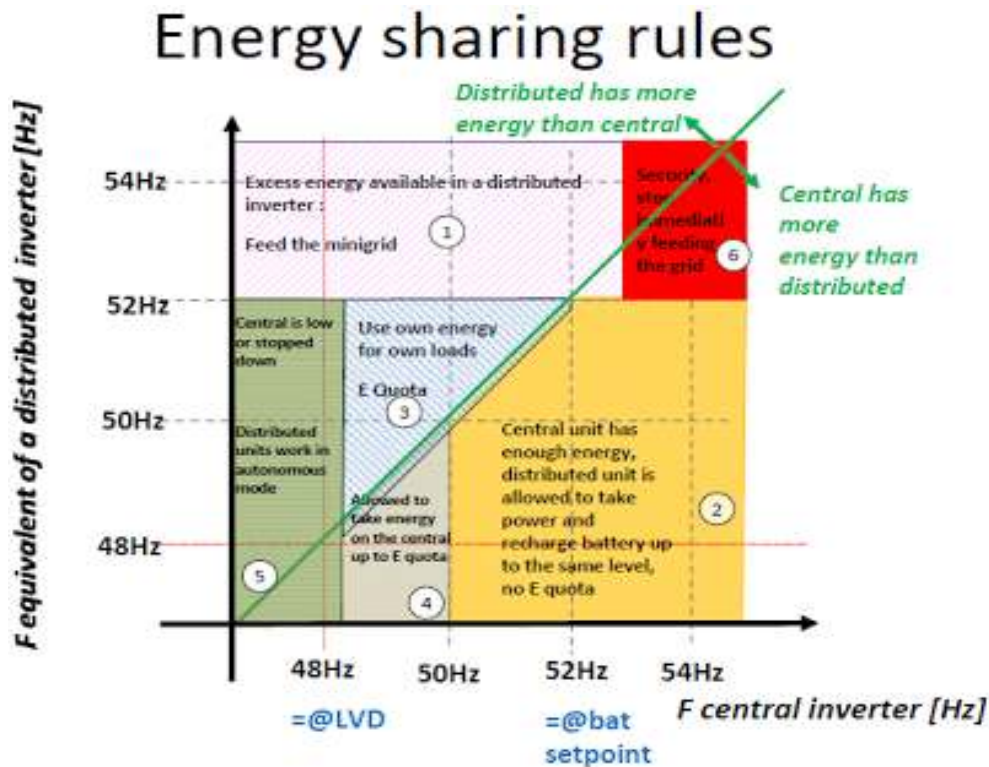 Energy sharing rules
F equivalent of a distributed inverter [Hz]
Distributed has more
energy than central
Central has
more
energy than
distributed
54Hz
52Hz
50Hz
48Hz
Excess energy available in a distributed
inverter :
Feed the minigrid
1
Security,
stop
immediatl
y feeding
the grid
6
Central is low
or stopped
down
Distributed
units work in
autonomous
mode
5
Use own energy
for own loads
E Quota
3
Allowed to
take energy
on the central
up to E quota
4
Central unit has
enough energy,
distributed unit is
allowed to take
power and
recharge battery up
to the same level,
no E quota
2
48Hz
50Hz
52Hz
54Hz
=@LVD
=@bat
setpoint
F central inverter [Hz]